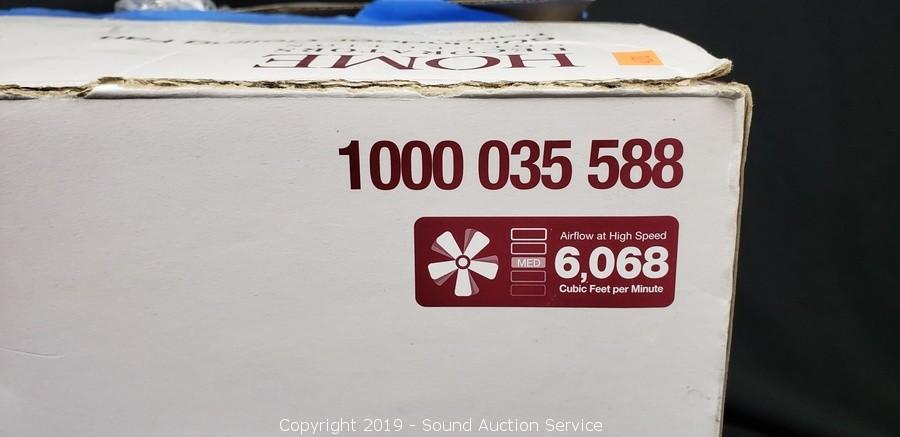 HOME
DECORATORS
1000 035 588
Airflow at High Speed
MED
6,068
Cubic Feet per Minute
Copyright 2019 - Sound Auction Service